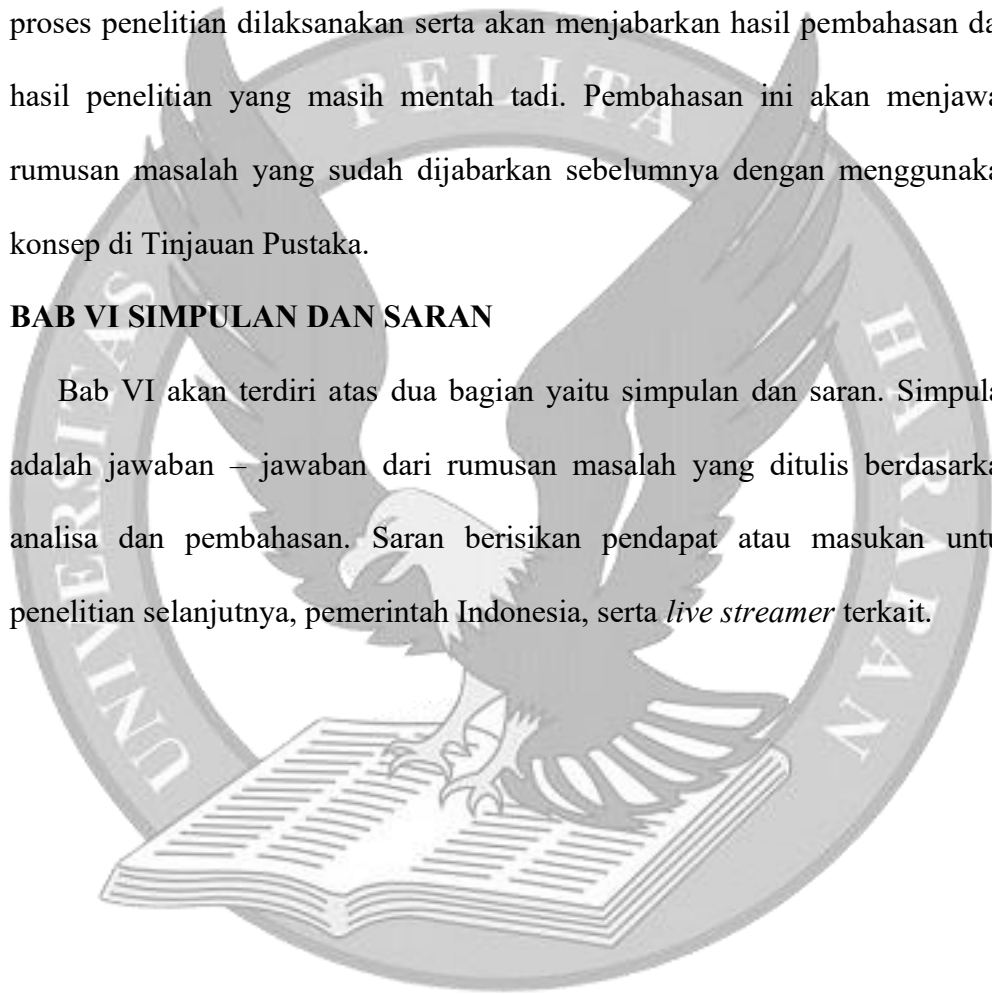 proses penelitian dilaksanakan serta akan menjabarkan hasil pembahasan da
hasil penelitian yang masih mentah tadi. Pembahasan ini akan menjawa
rumusan masalah yang sudah dijabarkan sebelumnya dengan menggunaka
konsep di Tinjauan Pustaka.
BAB VI SIMPULAN DAN SARAN
Bab VI akan terdiri atas dua bagian yaitu simpulan dan saran. Simpula
adalah jawaban – jawaban dari rumusan masalah yang ditulis berdasarka
analisa dan pembahasan. Saran berisikan pendapat atau masukan untu
penelitian selanjutnya, pemerintah Indonesia, serta live streamer terkait.
UNIVERSITAS PELITA HARAPAN